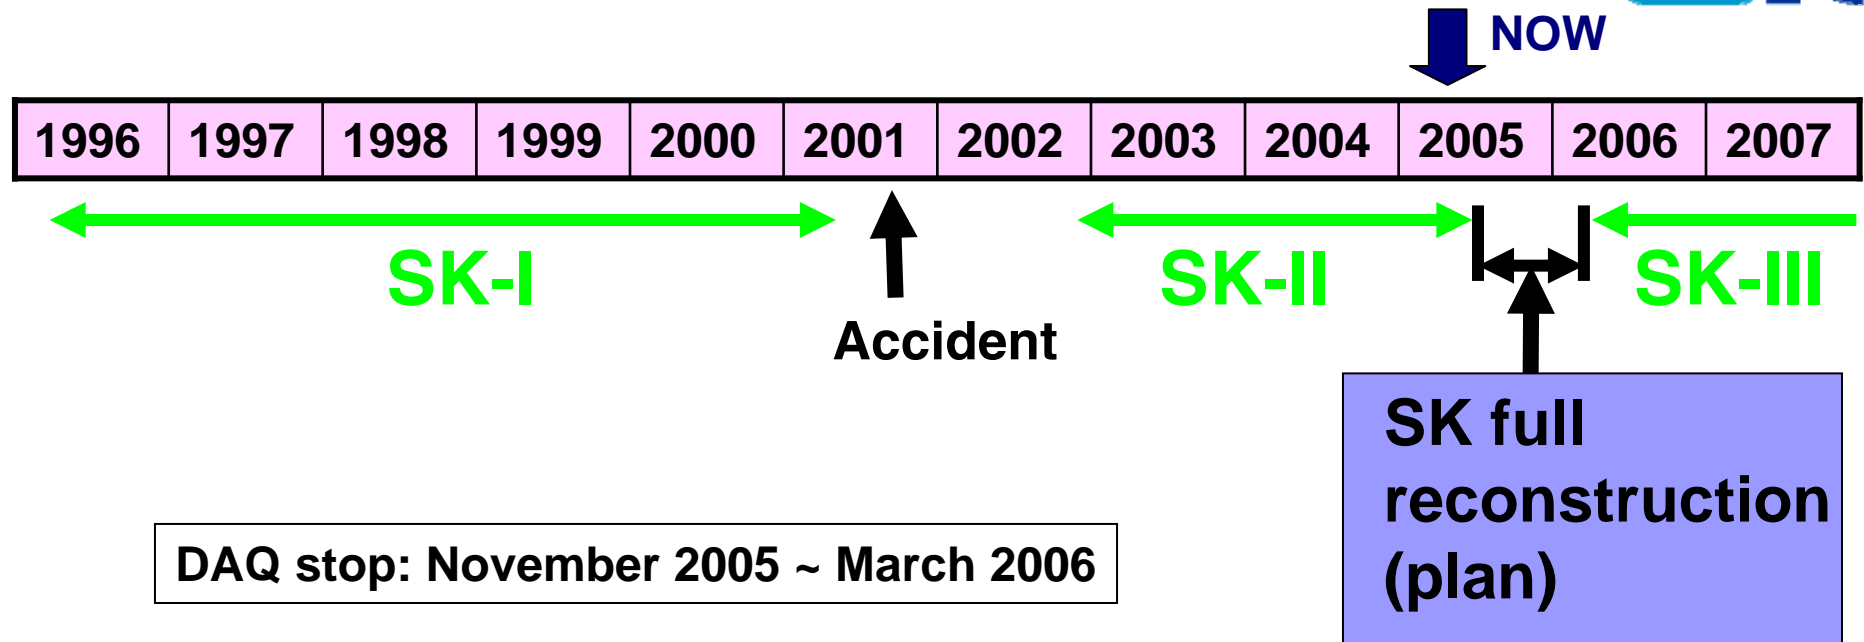 NOW
1996 1997 1998 1999 2000 2001 2002 2003 2004 2005 2006 2007
SK-I
SK-II
SK-III
Accident
SK full
reconstruction
(plan)
DAQ stop: November 2005 ~ March 2006